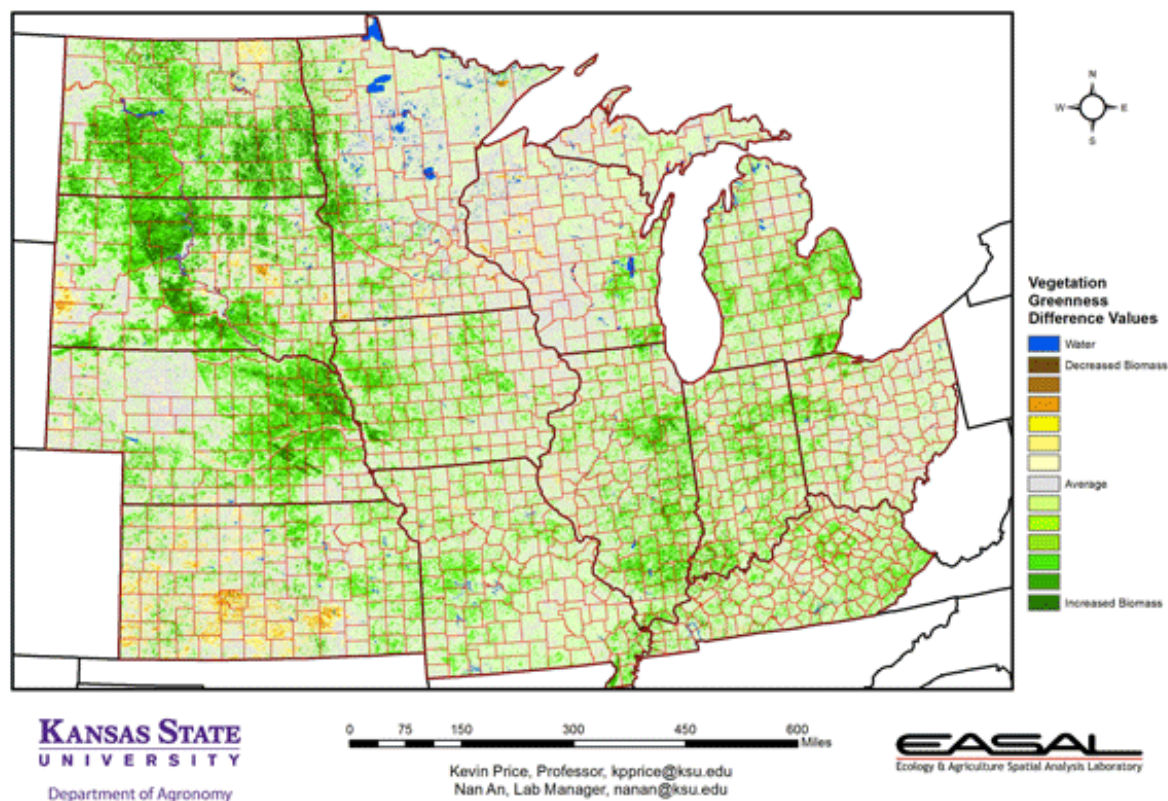 N
W
E
S
Vegetation
Greenness
Difference Values
Water
Decreased Biomass
Average
Increased Biomass
KANSAS STATE
UNIVERSITY
Department of Agronomy
0 75 150 300 450 600
Miles
Kevin Price, Professor, kpprice@ksu.edu
Nan An, Lab Manager, nanan@ksu.edu
EASAL
Ecology & Agriculture Spatial Analysis Laboratory